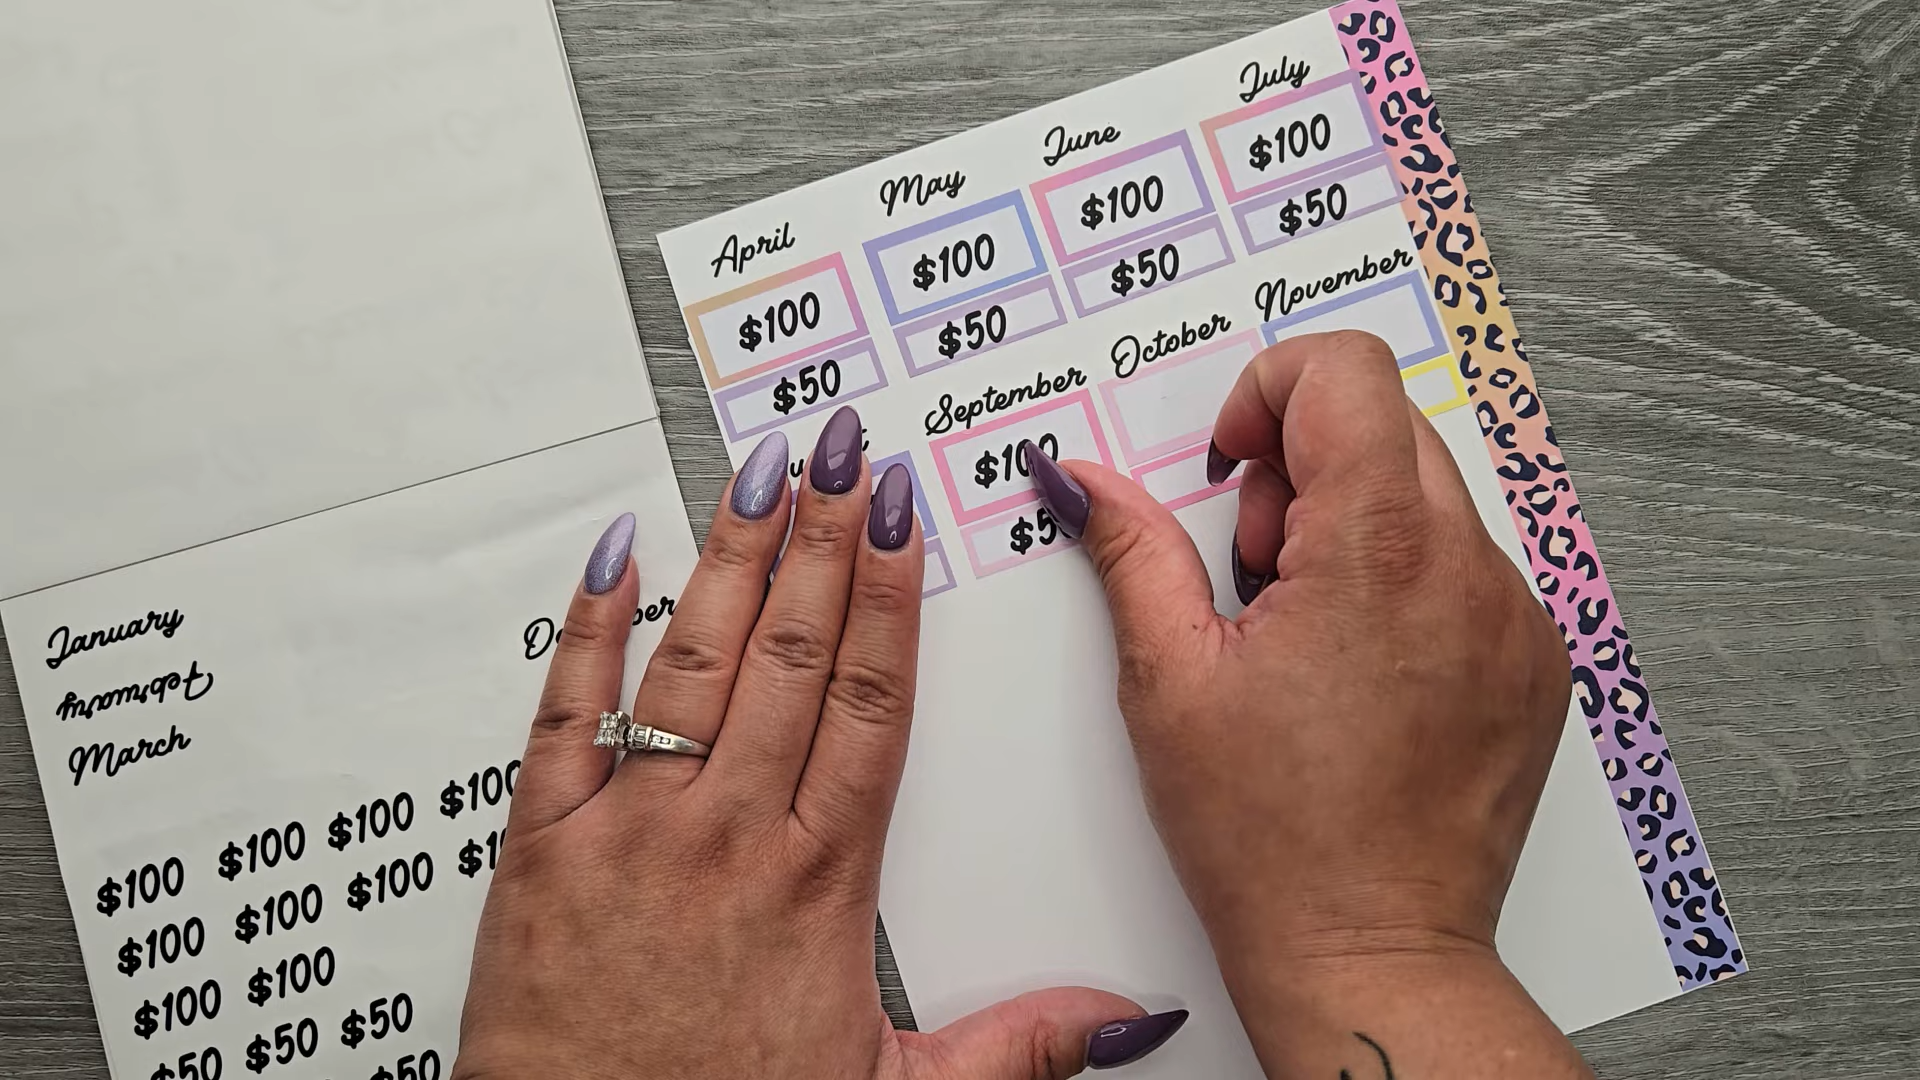 July
June
May
April
$100
$100
$100
$100
$50
$50
$50
$50
November
October
September
$100
January
February
March
$100 $100 $100 $100
$100 $100 $100
$100 $100
$50 $50 $50
$50